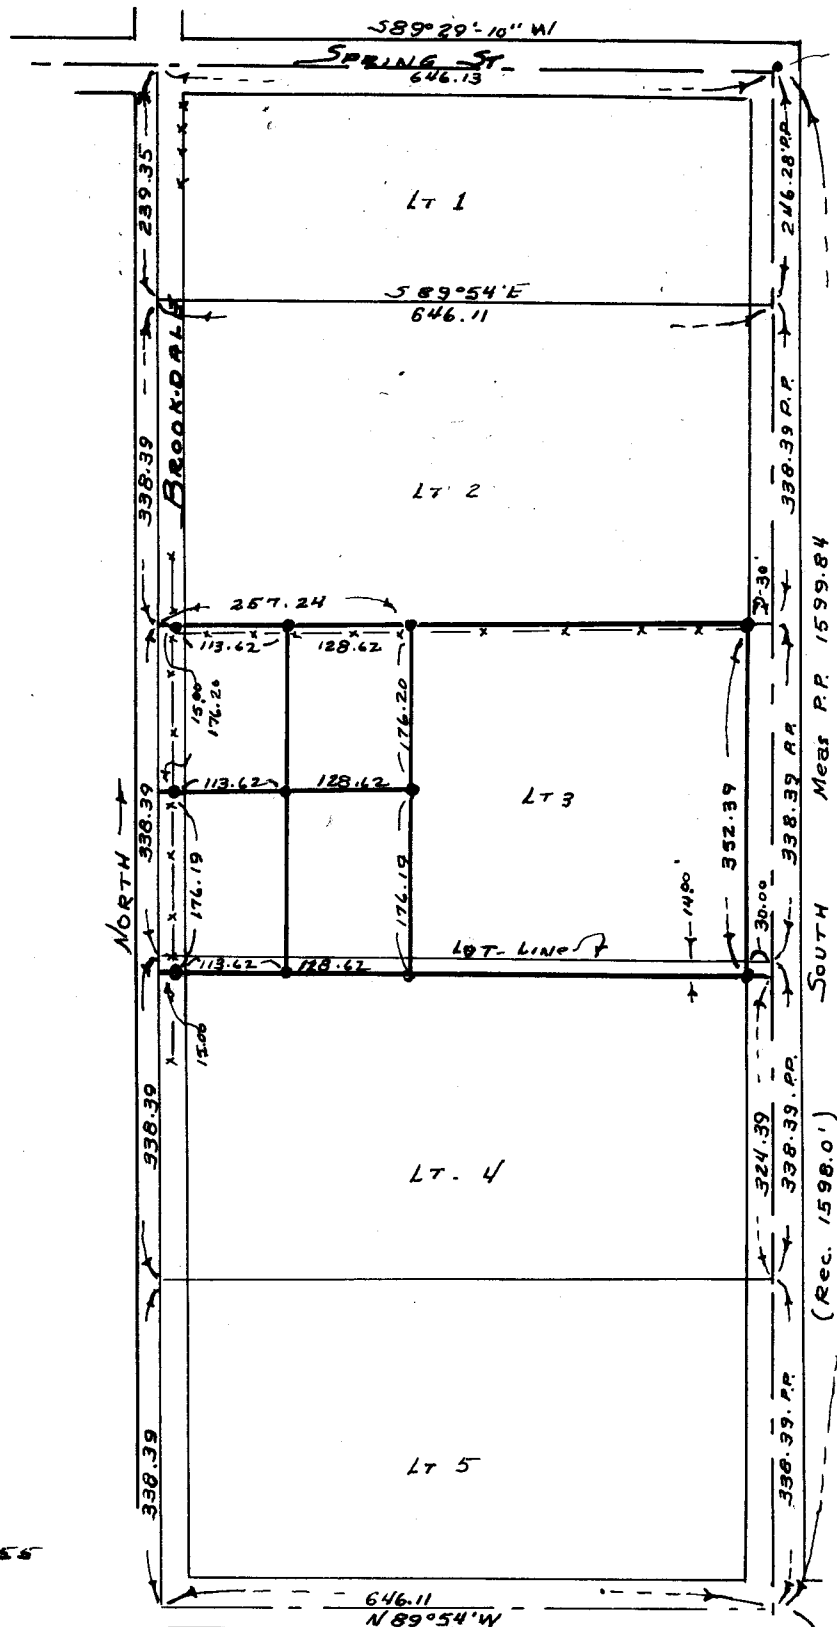 S89°29'-10" W
SPRING ST.
646.13
239.35
246.28' P.P.
LT 1
S 89°54'E
646.11
BROOKDALE
338.39
338.39 P.P.
LT 2
Meas P.P. 1599.84
257.24
30'
113.62
128.62
15.00
176.20
176.20
113.62
128.62
LT 3
352.39
338.39
338.39 P.P.
NORTH
176.19
176.19
14.00'
30.00
SOUTH
LOT LINE
113.62
128.62
15.00
338.39
324.39
338.39 P.P.
LT. 4
(Rec. 1598.0')
338.39
338.39 P.P.
LT 5
646.11
N 89°54'W